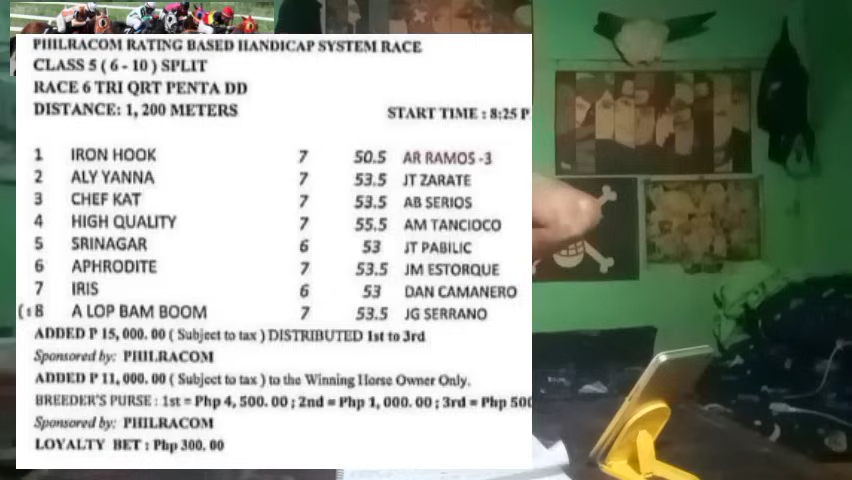 PHILRACOM RATING BASED HANDICAP SYSTEM RACE
CLASS 5 ( 6 - 10 ) SPLIT
RACE 6 TRI QRT PENTA DD
DISTANCE: 1, 200 METERS START TIME : 8:25 P
1 IRON HOOK 7 50.5 AR RAMOS -3
2 ALY YANNA 7 53.5 JT ZARATE
3 CHEF KAT 7 53.5 AB SERIOS
4 HIGH QUALITY 7 55.5 AM TANCIOCO
5 SRINAGAR 6 53 JT PABILIC
6 APHRODITE 7 53.5 JM ESTORQUE
7 IRIS 6 53 DAN CAMANERO
8 A LOP BAM BOOM 7 53.5 JG SERRANO
ADDED P 15, 000. 00 ( Subject to tax ) DISTRIBUTED 1st to 3rd
Sponsored by: PHILRACOM
ADDED P 11, 000. 00 ( Subject to tax ) to the Winning Horse Owner Only.
BREEDER'S PURSE : 1st = Php 4, 500. 00 ; 2nd = Php 1, 000. 00 ; 3rd = Php 500
Sponsored by: PHILRACOM
LOYALTY BET : Php 300. 00